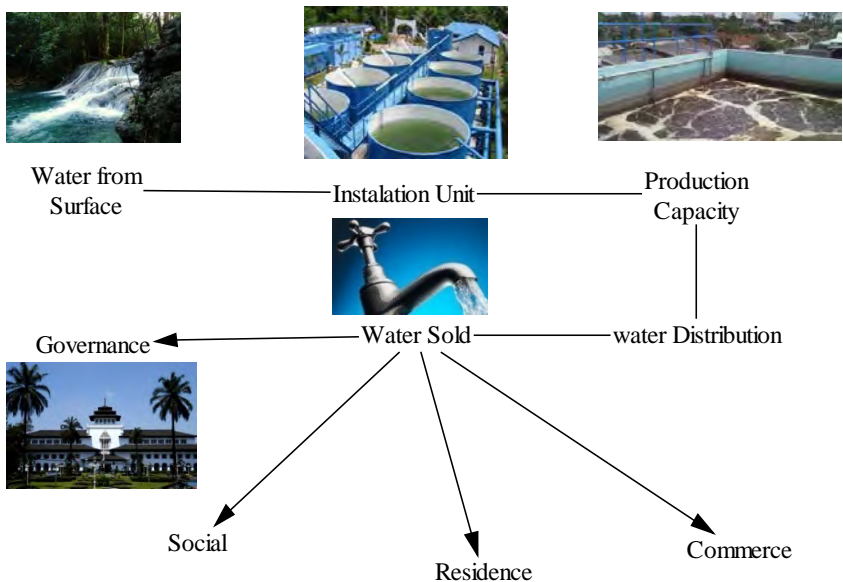 Water from
Surface
Instalation Unit
Production
Capacity
Governance
Water Sold
water Distribution
Social
Residence
Commerce